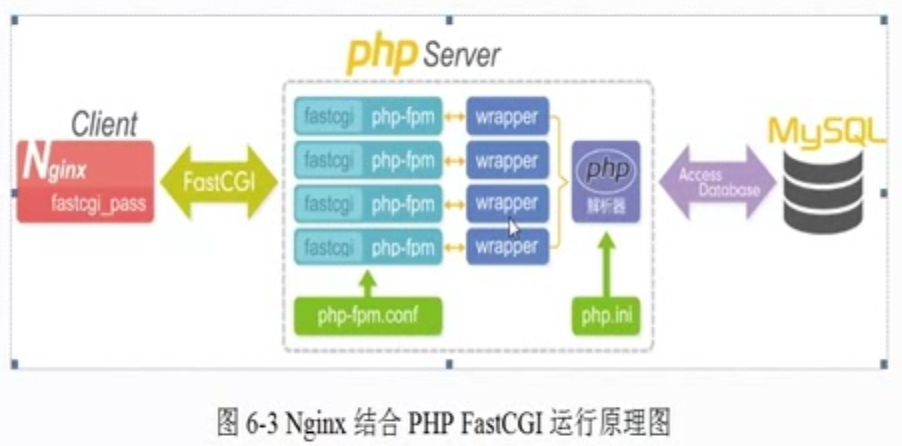 php Server
Client
Nginx
fastcgi_pass
FastCGI
fastcgi php-fpm wrapper
fastcgi php-fpm wrapper
fastcgi php-fpm wrapper
fastcgi php-fpm wrapper
php
解析器
Access
Database
MySQL
php-fpm.conf
php.ini
图 6-3 Nginx 结合 PHP FastCGI 运行原理图